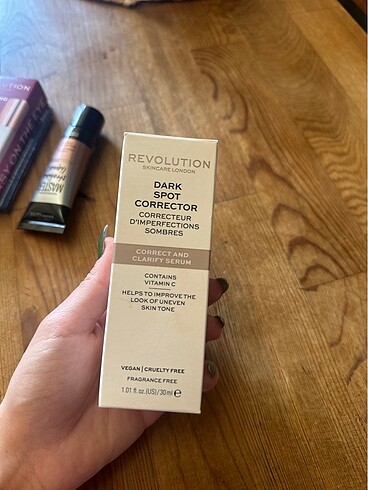 REVOLUTION
SKINCARE LONDON
DARK
SPOT
CORRECTOR
CORRECTEUR
D'IMPERFECTIONS
SOMBRES
CORRECT AND
CLARIFY SERUM
CONTAINS
VITAMIN C
HELPS TO IMPROVE THE
LOOK OF UNEVEN
SKIN TONE
VEGAN | CRUELTY FREE
FRAGRANCE FREE
1.01 fl.oz.(US)/30ml ℮
MASTER